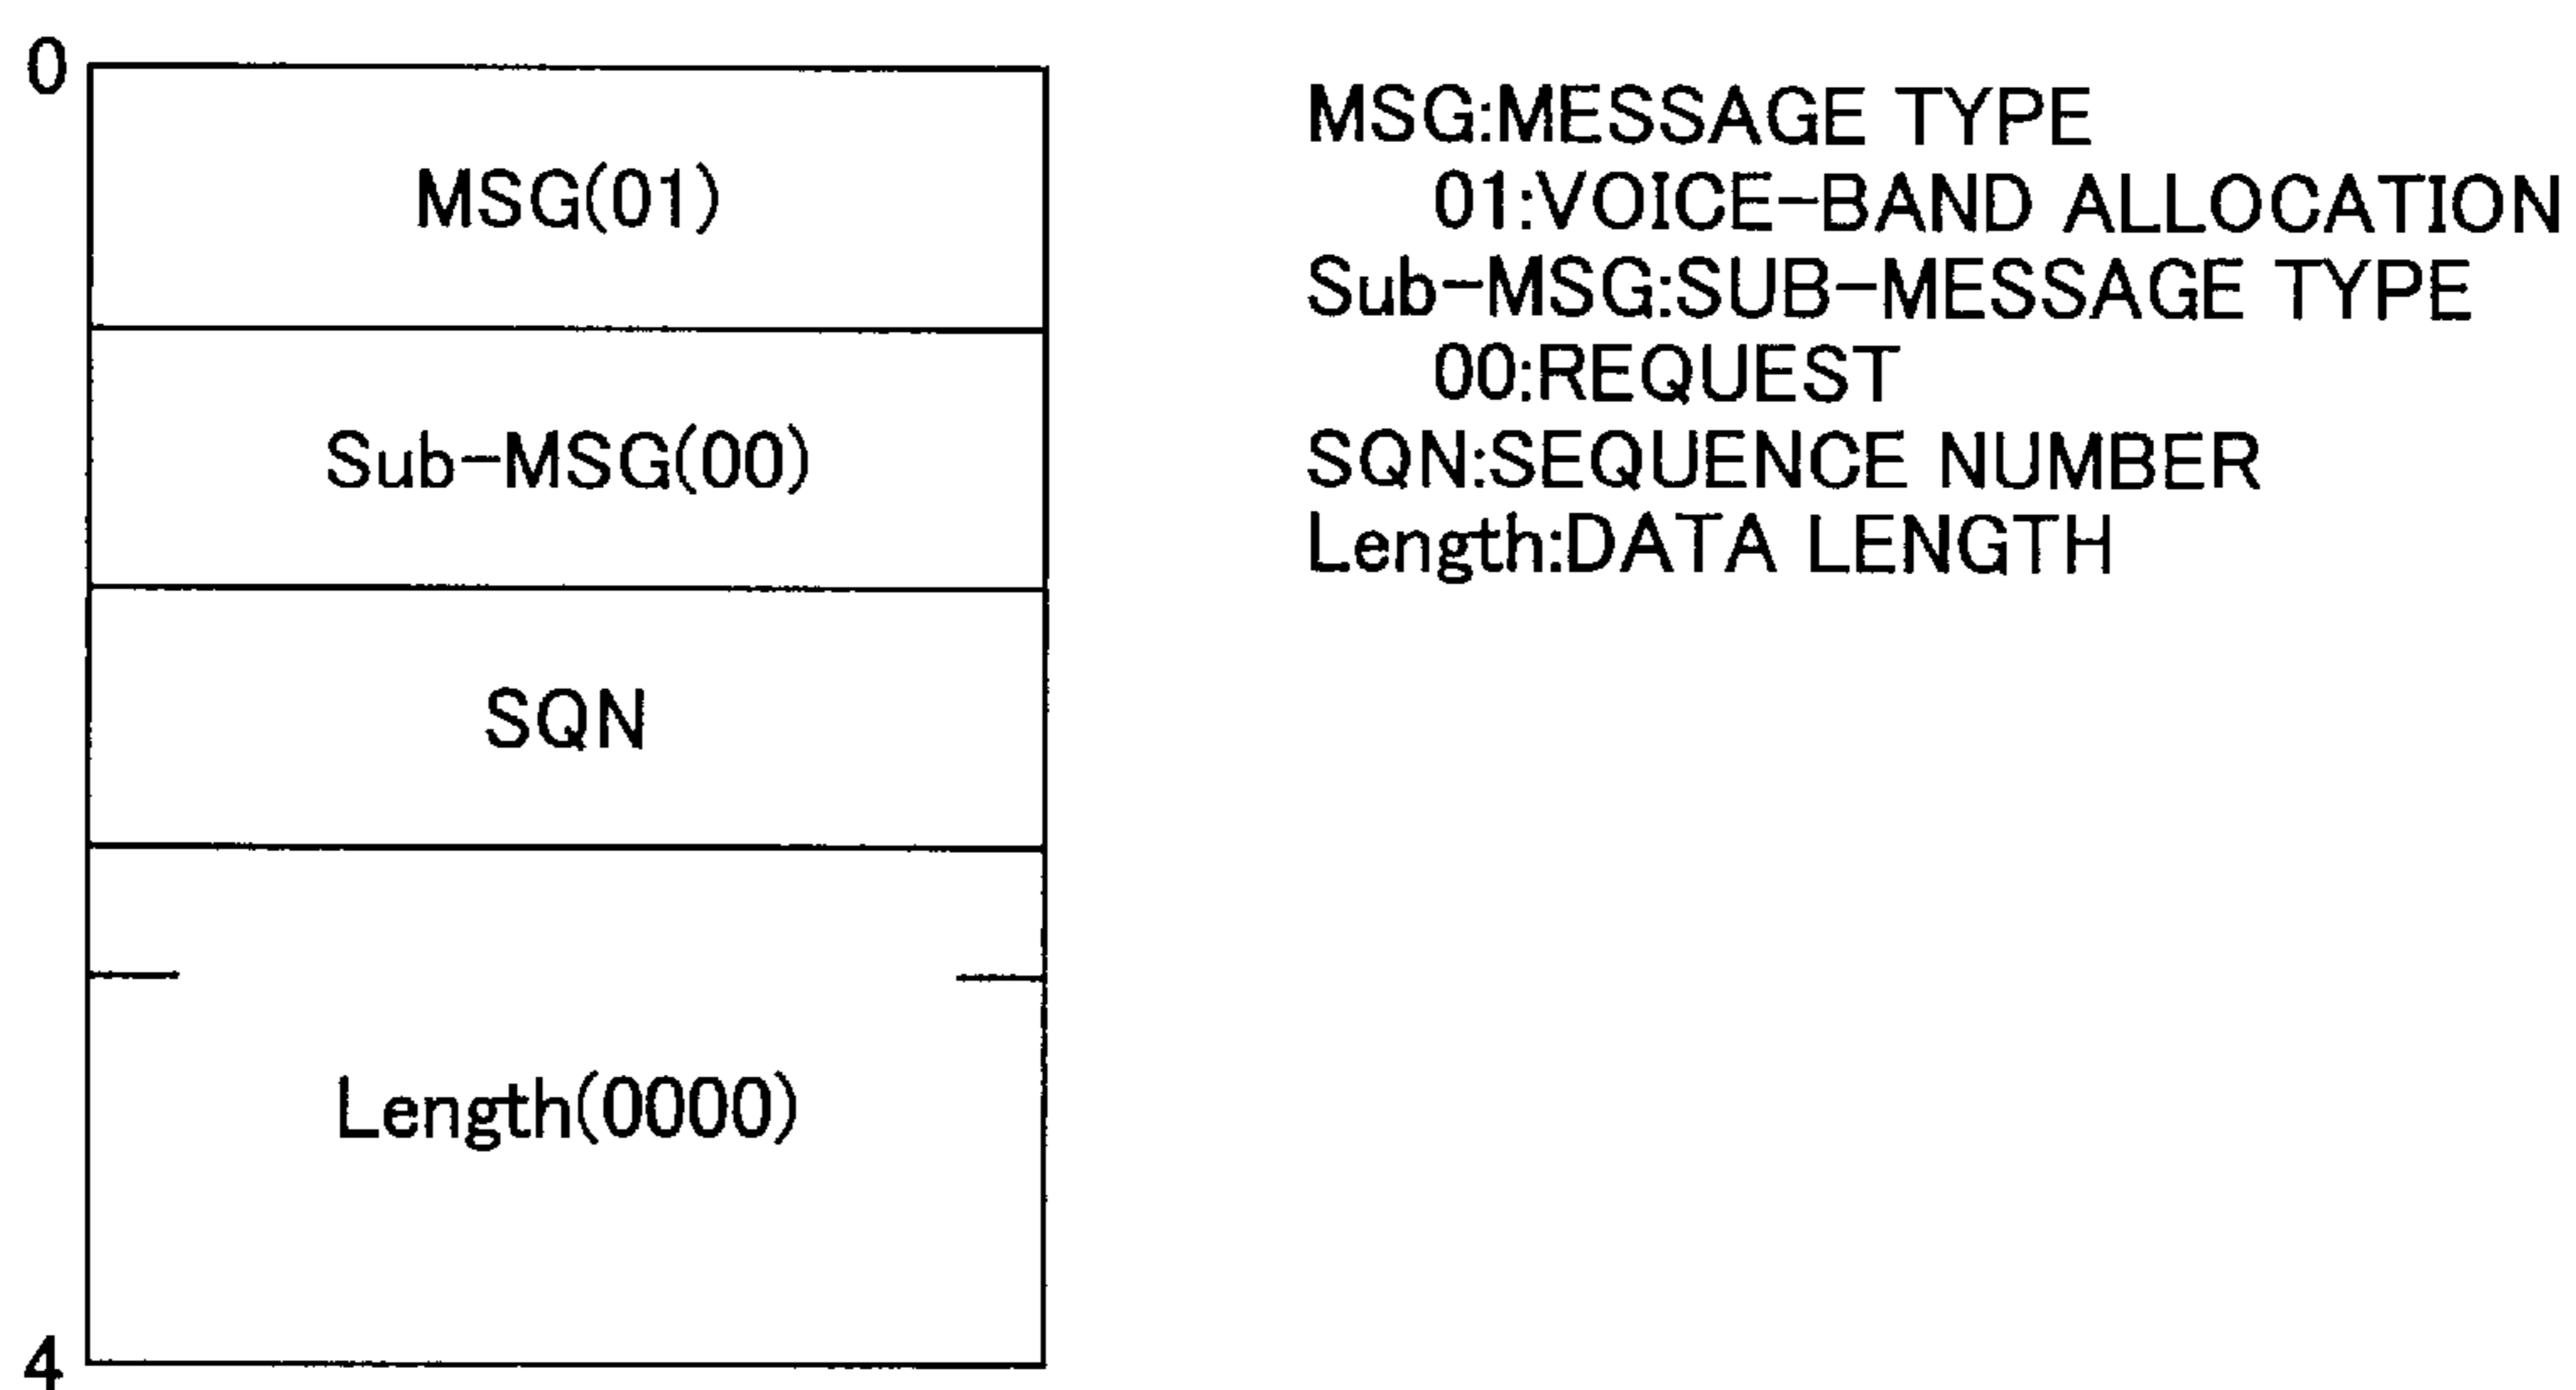 0
MSG(01)
Sub-MSG(00)
SQN
Length(0000)
4
MSG:MESSAGE TYPE
01:VOICE-BAND ALLOCATION
Sub-MSG:SUB-MESSAGE TYPE
00:REQUEST
SQN:SEQUENCE NUMBER
Length:DATA LENGTH